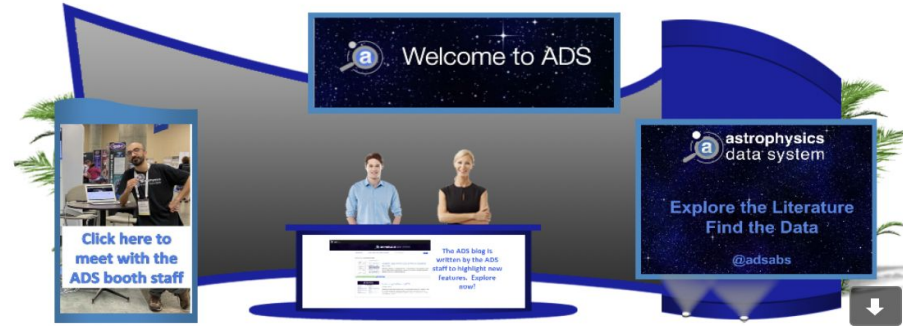 a
Welcome to ADS
Click here to
meet with the
ADS booth staff
The ADS blog is
written by the ADS
staff to highlight new
features. Explore
now!
a
astrophysics
data system
Explore the Literature
Find the Data
@adsabs